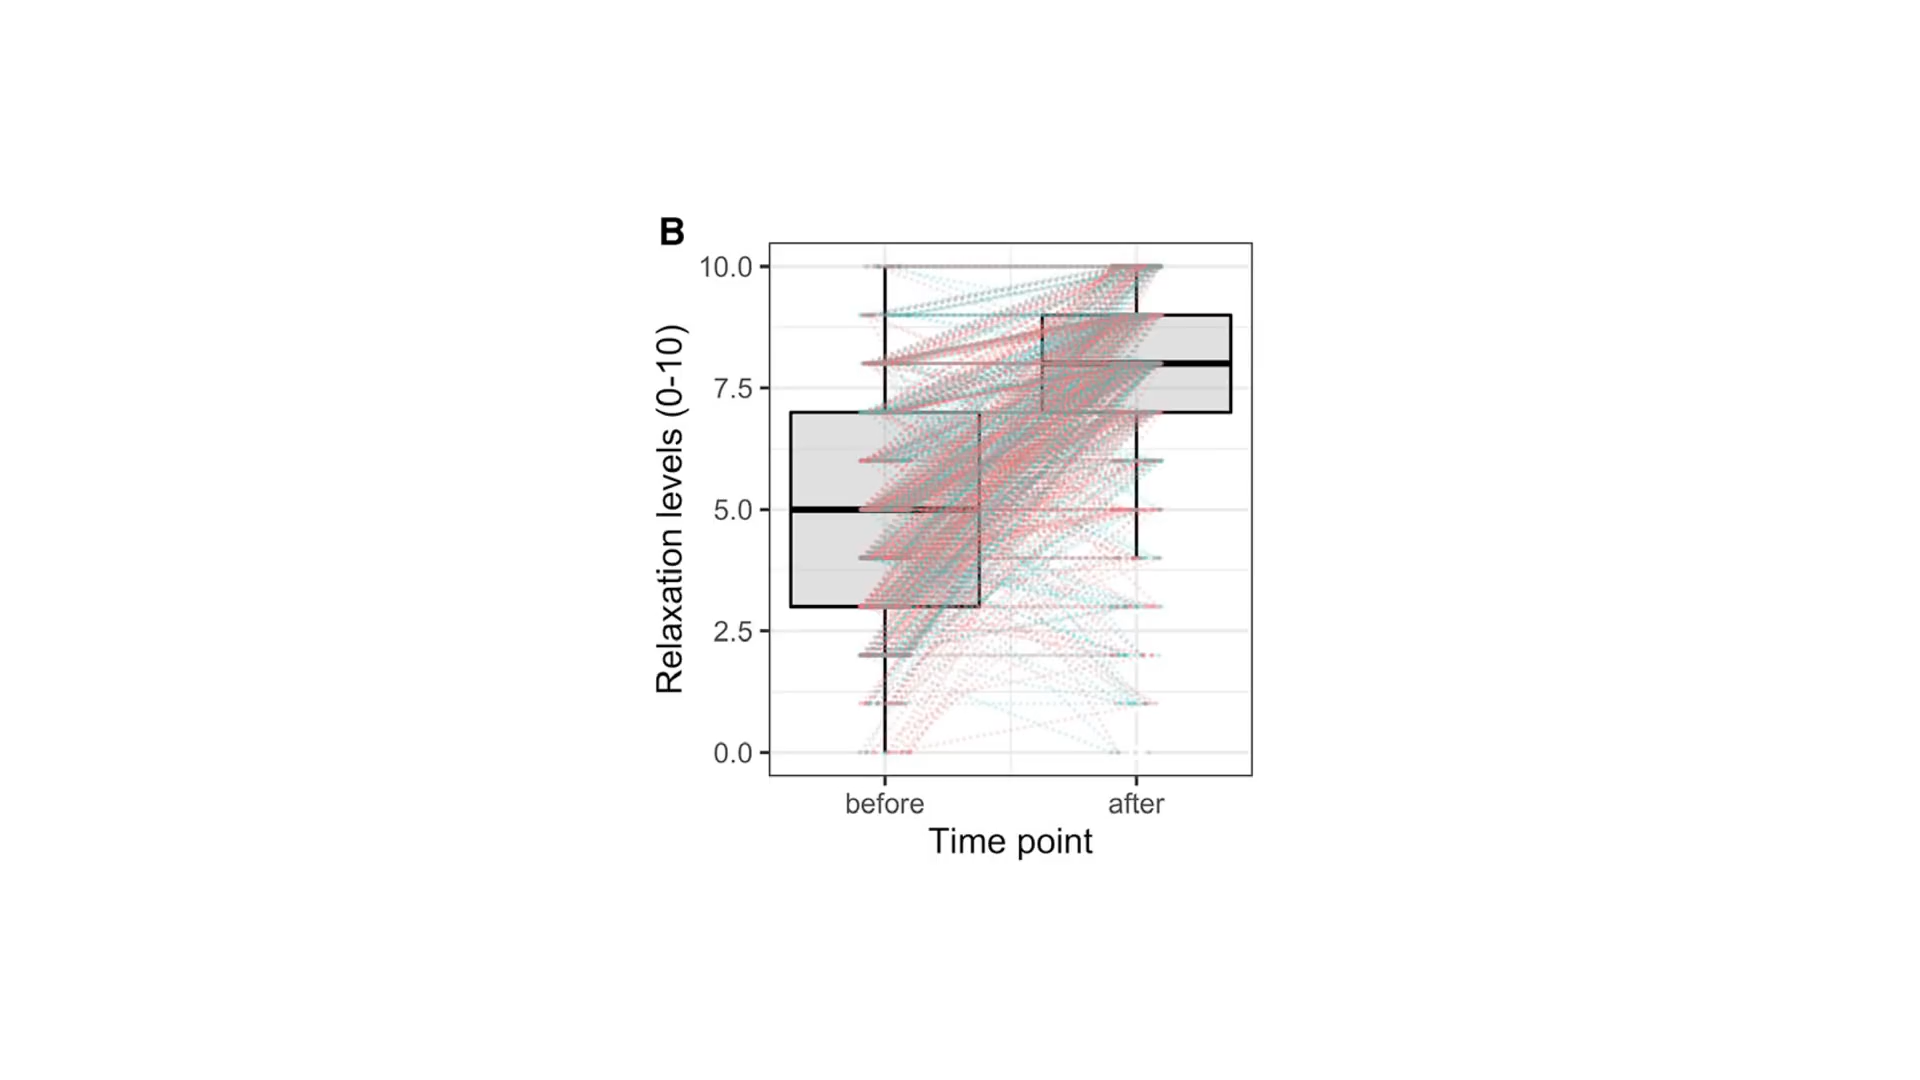 B
Relaxation levels (0-10)
10.0
7.5
5.0
2.5
0.0
before after
Time point